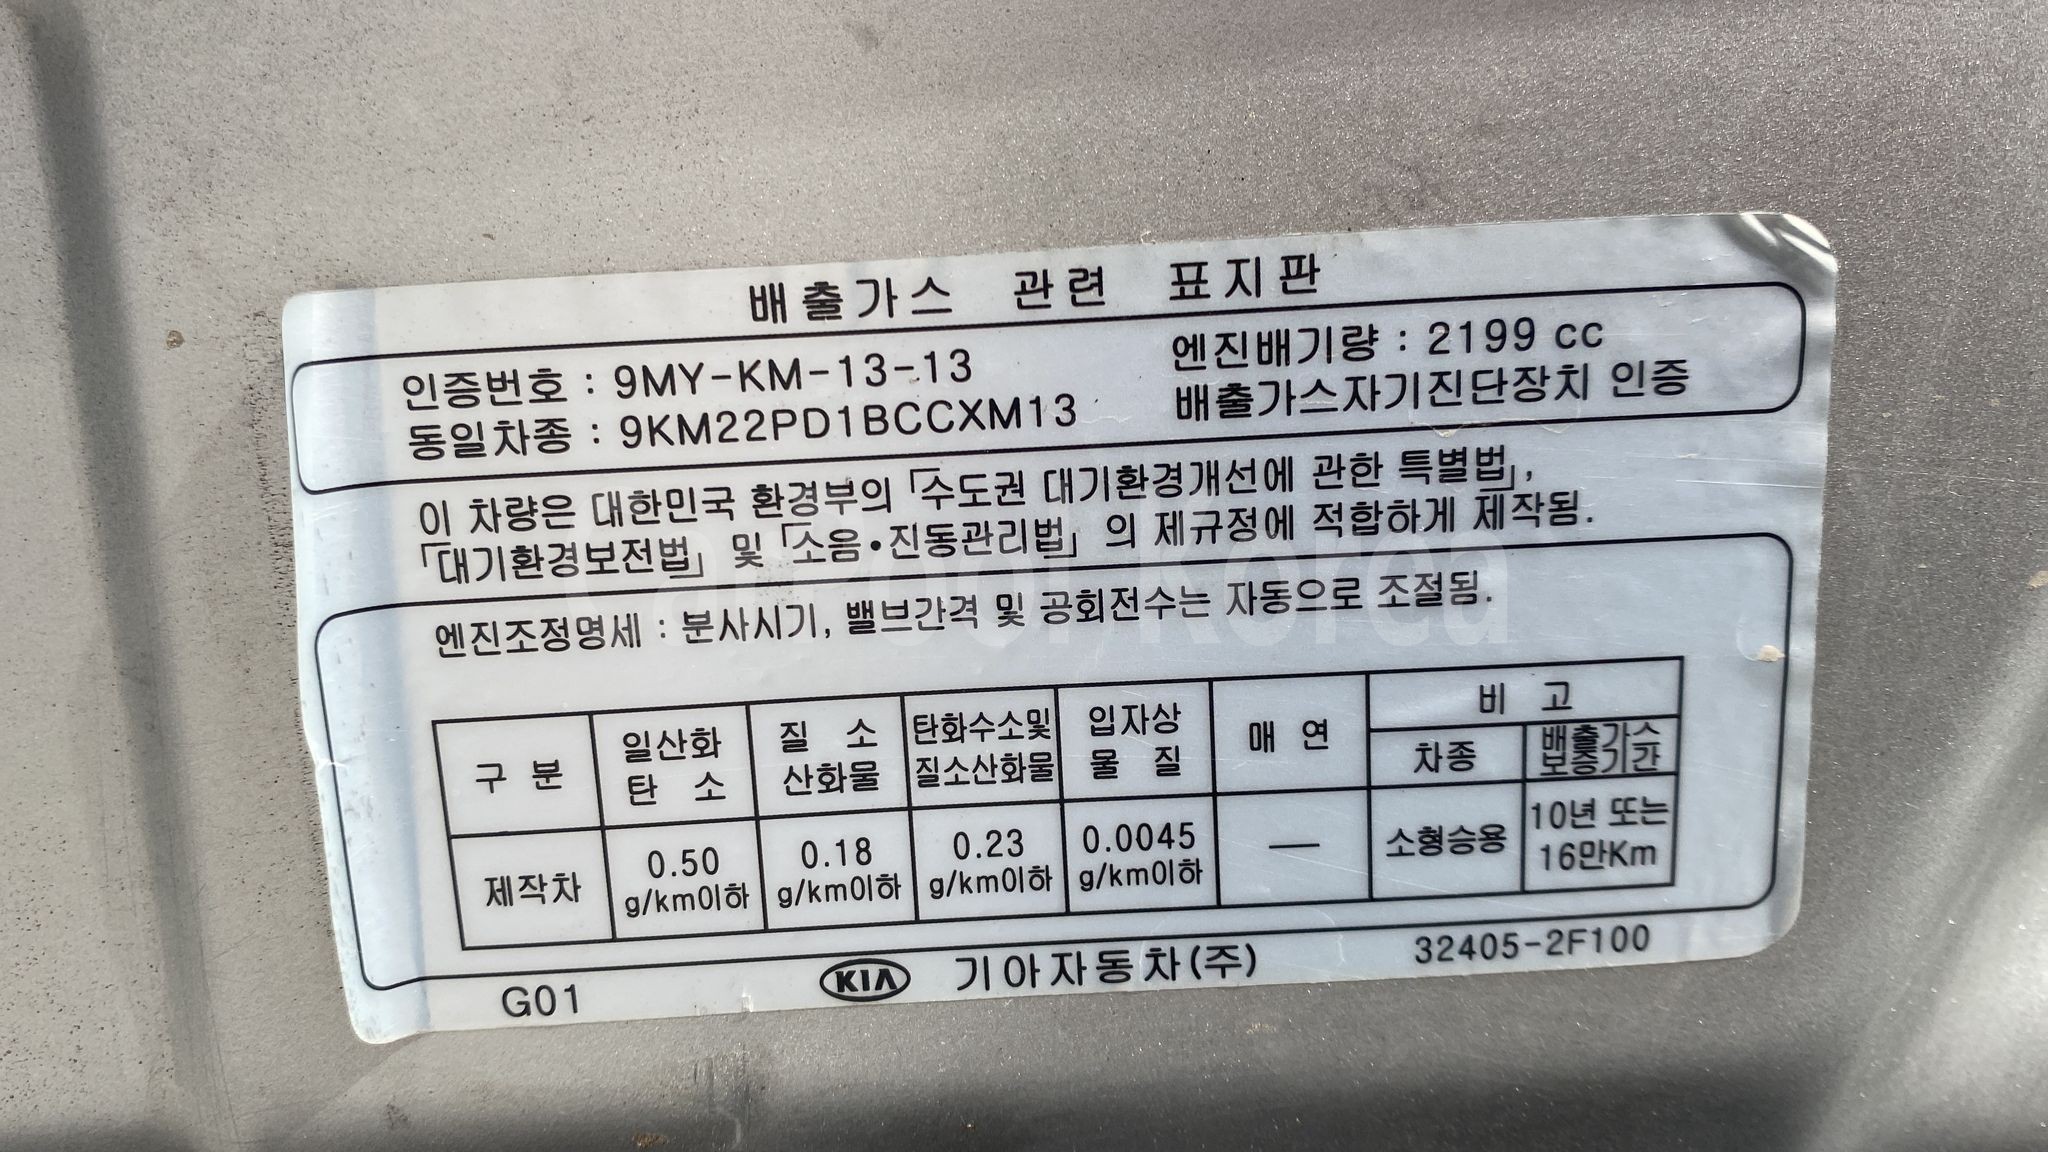 배출가스 관련 표지판
인증번호 : 9MY-KM-13-13 엔진배기량 : 2199 cc
동일차종 : 9KM22PD1BCCXM13 배출가스자기진단장치 인증
이 차량은 대한민국 환경부의 「수도권 대기환경개선에 관한 특별법」,
「대기환경보전법」 및 「소음·진동관리법」 의 제규정에 적합하게 제작됨.
엔진조정명세 : 분사시기, 밸브간격 및 공회전수는 자동으로 조절됨.
구 분 일산화 탄 소 질 소 산화물 탄화수소및 질소산화물 입자상 물 질 매 연 비 고
차종 배출가스 보증기간
제작차 0.50 g/km이하 0.18 g/km이하 0.23 g/km이하 0.0045 g/km이하 — 소형승용 10년 또는 16만Km
G01 KIA 기아자동차(주) 32405-2F100
Carpool Korea